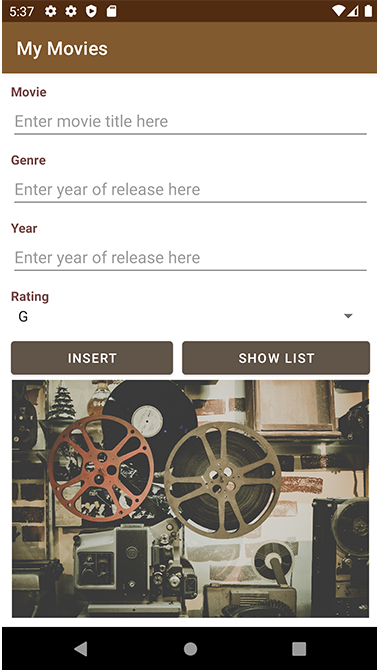 5:37
My Movies
Movie
Enter movie title here
Genre
Enter year of release here
Year
Enter year of release here
Rating
G
INSERT
SHOW LIST